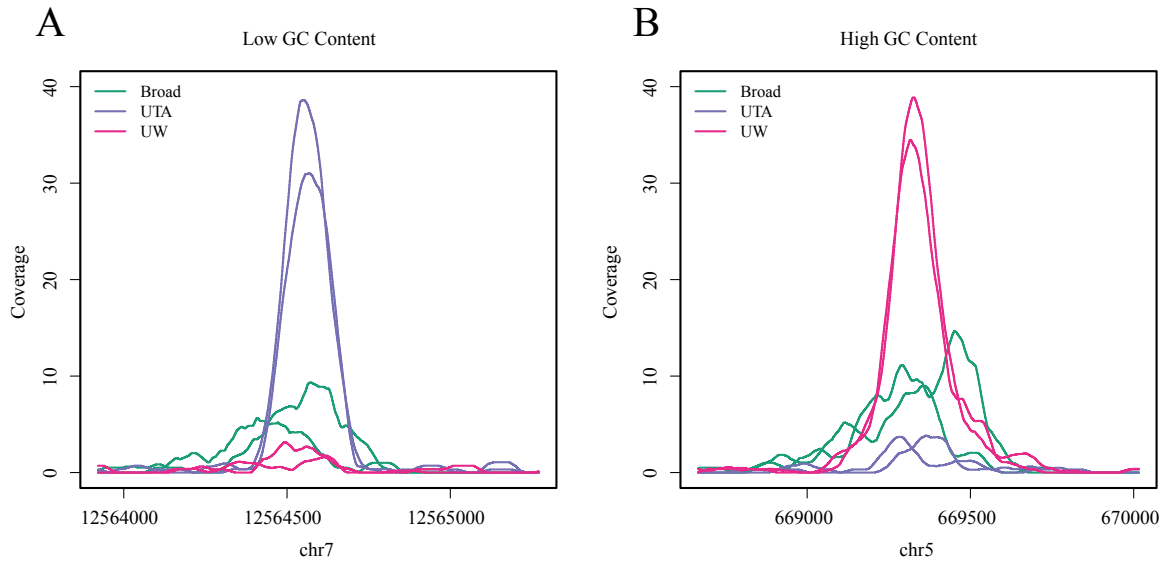 A
Low GC Content
Broad
UTA
UW
Coverage
0
10
20
30
40
12564000
12564500
12565000
chr7
B
High GC Content
Broad
UTA
UW
Coverage
0
10
20
30
40
669000
669500
670000
chr5